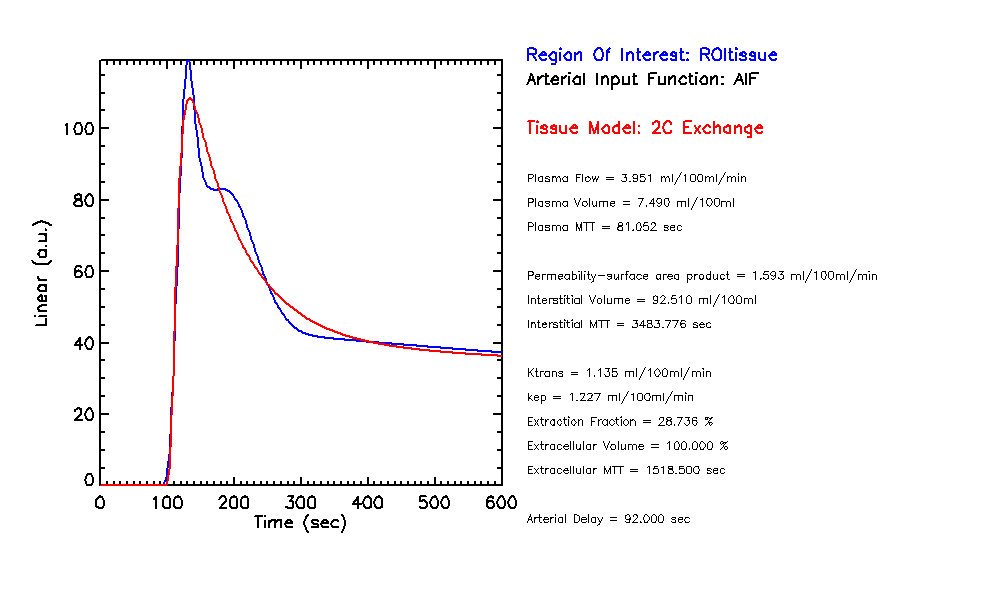 Region Of Interest: ROItissue
Arterial Input Function: AIF
Tissue Model: 2C Exchange
Plasma Flow = 3.951 ml/100ml/min
Plasma Volume = 7.490 ml/100ml
Plasma MTT = 81.052 sec
Permeability-surface area product = 1.593 ml/100ml/min
Interstitial Volume = 92.510 ml/100ml
Interstitial MTT = 3483.776 sec
Ktrans = 1.135 ml/100ml/min
kep = 1.227 ml/100ml/min
Extraction Fraction = 28.736 %
Extracellular Volume = 100.000 %
Extracellular MTT = 1518.500 sec
Arterial Delay = 92.000 sec
Linear (a.u.)
100
80
60
40
20
0
0 100 200 300 400 500 600
Time (sec)